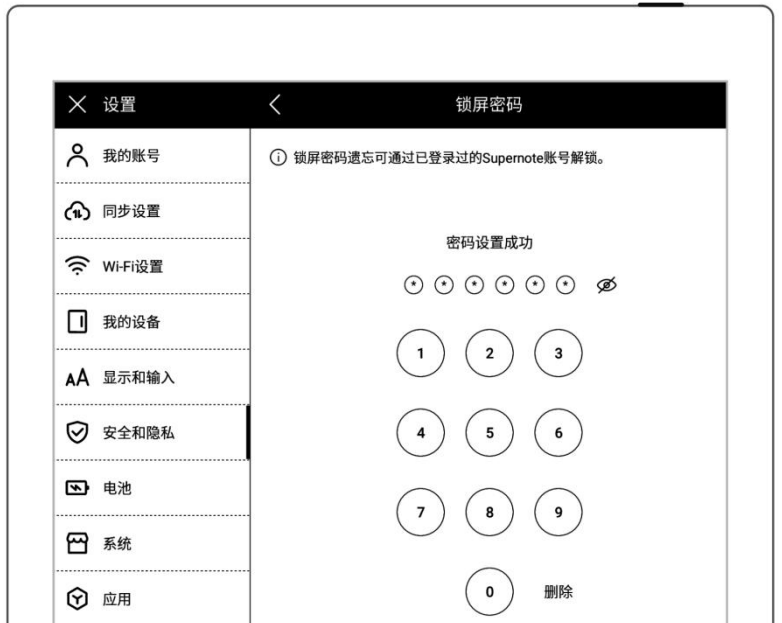 设置
锁屏密码
我的账号
同步设置
Wi-Fi设置
我的设备
AA 显示和输入
安全和隐私
电池
系统
应用
锁屏密码遗忘可通过已登录过的Supernote账号解锁。
密码设置成功
* * * * * *
1 2 3
4 5 6
7 8 9
0 删除